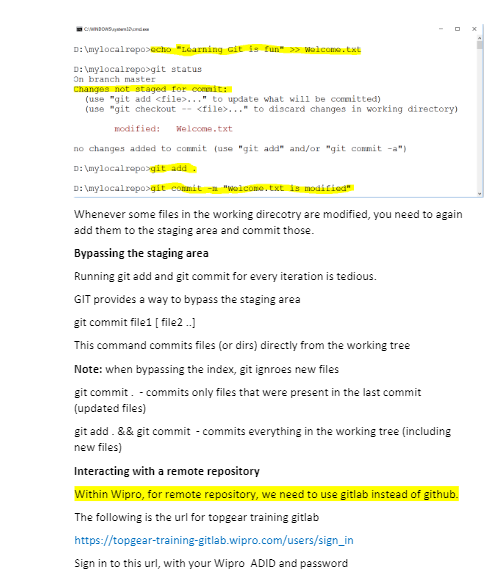 C:\WINDOWS\system32\cmd.exe
D:\mylocalrepo>echo "Learning Git is fun" >> Welcome.txt
D:\mylocalrepo>git status
On branch master
Changes not staged for commit:
(use "git add <file>..." to update what will be committed)
(use "git checkout -- <file>..." to discard changes in working directory)
modified:   Welcome.txt
no changes added to commit (use "git add" and/or "git commit -a")
D:\mylocalrepo>git add .
D:\mylocalrepo>git commit -m "Welcome.txt is modified"
Whenever some files in the working direcotry are modified, you need to again
add them to the staging area and commit those.
Bypassing the staging area
Running git add and git commit for every iteration is tedious.
GIT provides a way to bypass the staging area
git commit file1 [ file2 ..]
This command commits files (or dirs) directly from the working tree
Note: when bypassing the index, git ignroes new files
git commit .  - commits only files that were present in the last commit
(updated files)
git add . && git commit  - commits everything in the working tree (including
new files)
Interacting with a remote repository
Within Wipro, for remote repository, we need to use gitlab instead of github.
The following is the url for topgear training gitlab
https://topgear-training-gitlab.wipro.com/users/sign_in
Sign in to this url, with your Wipro  ADID and password